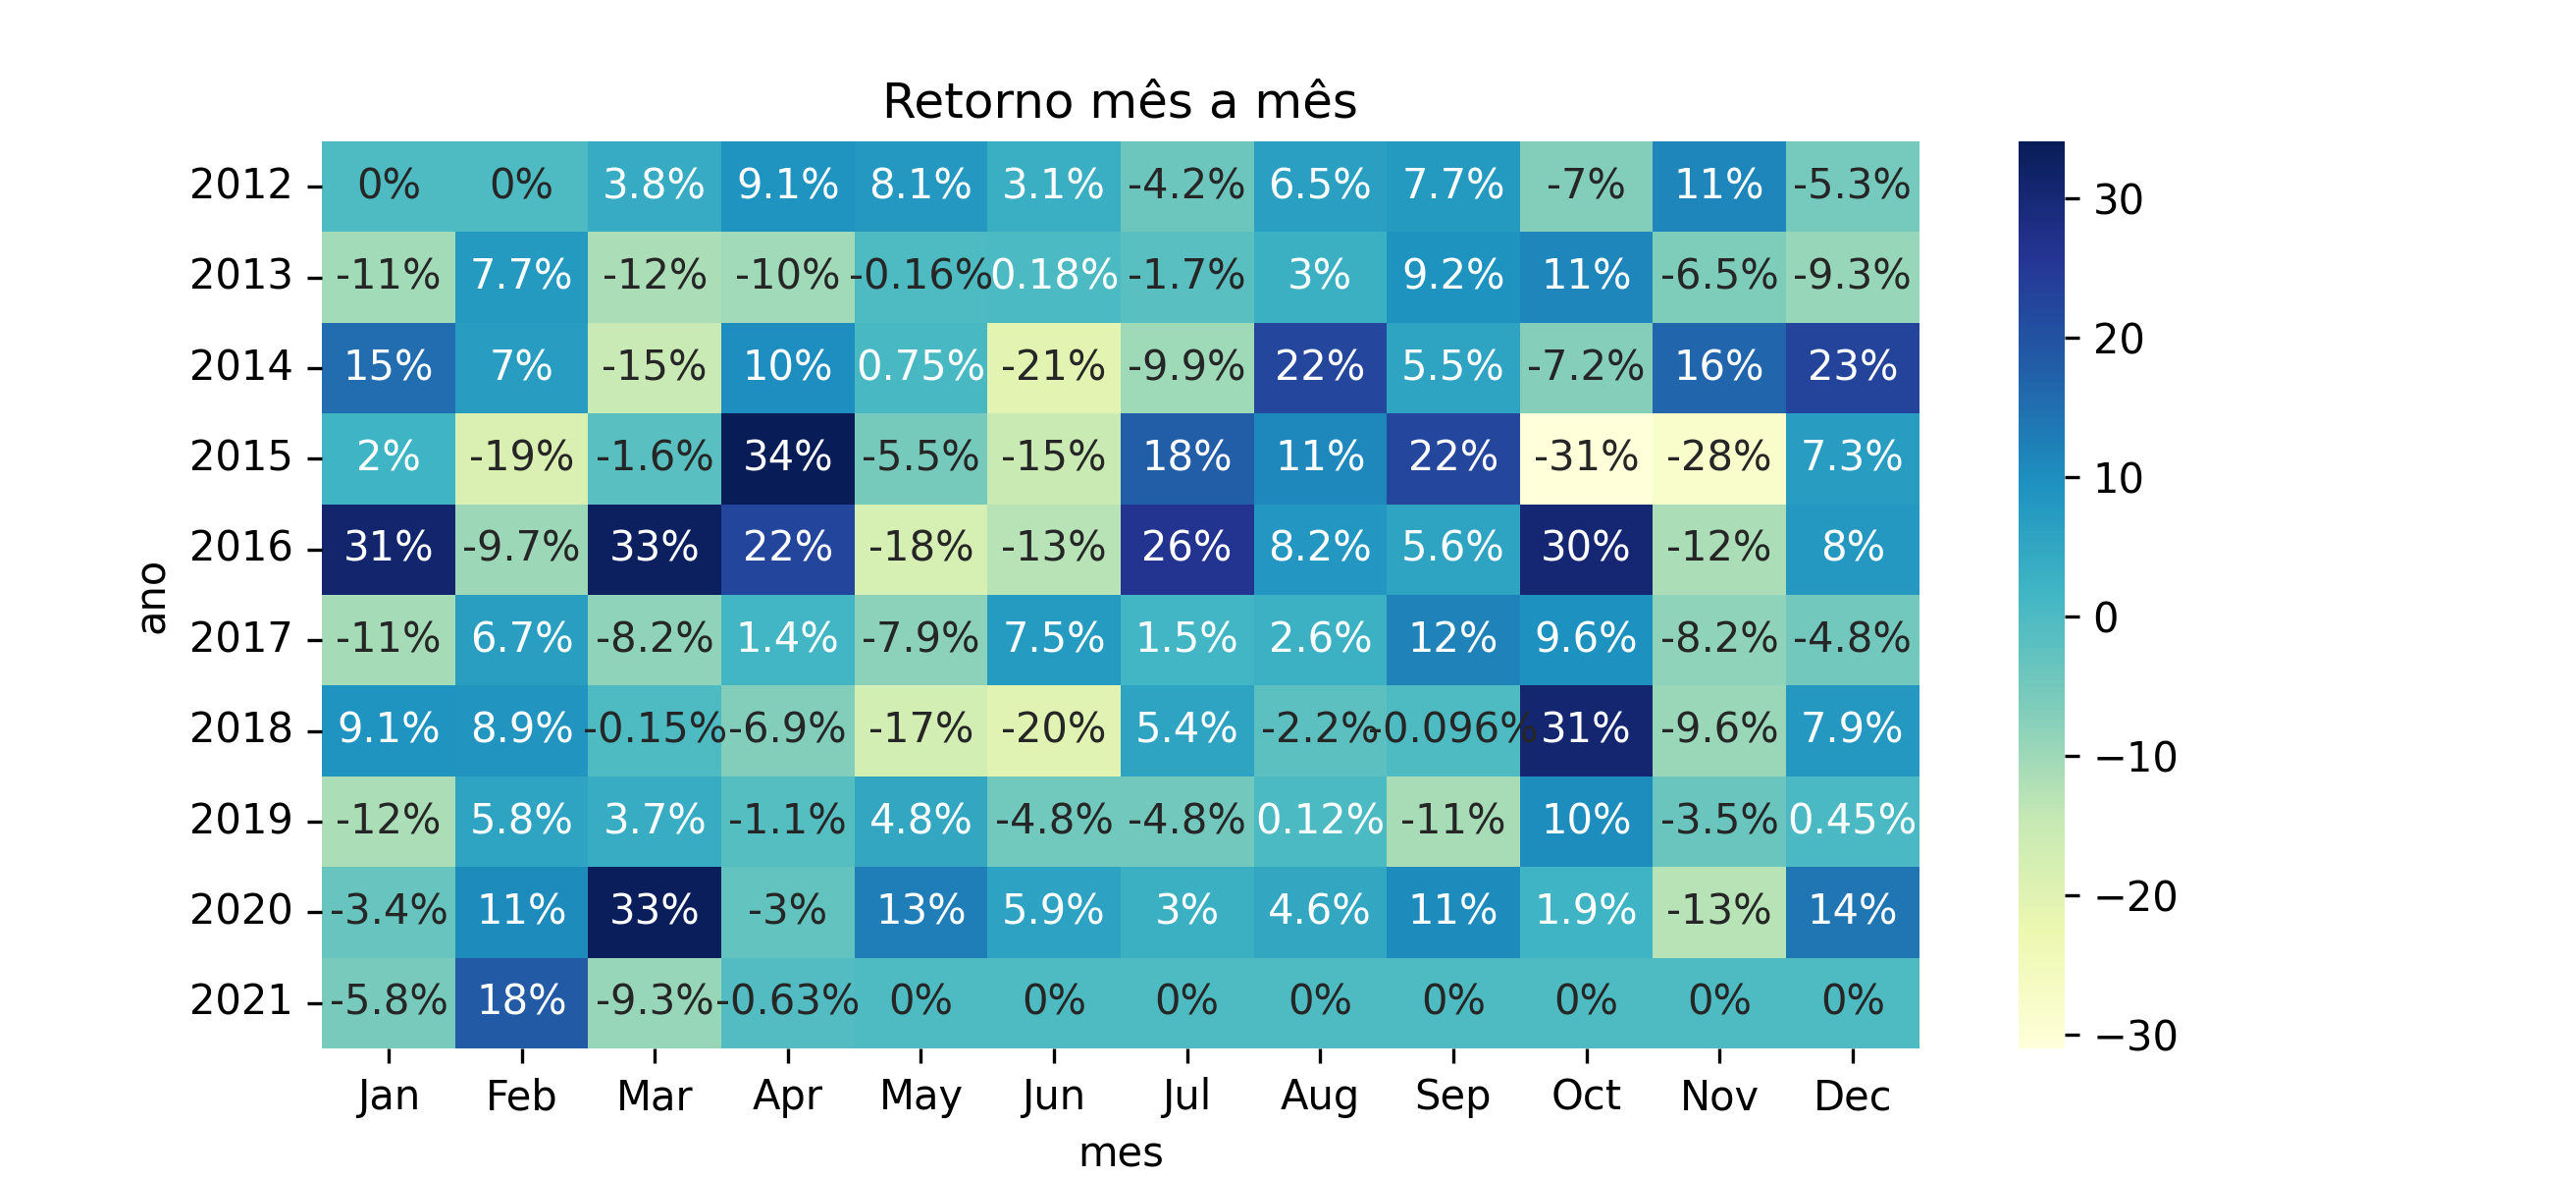 Retorno mês a mês
2012 0% 0% 3.8% 9.1% 8.1% 3.1% -4.2% 6.5% 7.7% -7% 11% -5.3%
2013 -11% 7.7% -12% -10% -0.16% 0.18% -1.7% 3% 9.2% 11% -6.5% -9.3%
2014 15% 7% -15% 10% 0.75% -21% -9.9% 22% 5.5% -7.2% 16% 23%
2015 2% -19% -1.6% 34% -5.5% -15% 18% 11% 22% -31% -28% 7.3%
2016 31% -9.7% 33% 22% -18% -13% 26% 8.2% 5.6% 30% -12% 8%
2017 -11% 6.7% -8.2% 1.4% -7.9% 7.5% 1.5% 2.6% 12% 9.6% -8.2% -4.8%
2018 9.1% 8.9% -0.15% -6.9% -17% -20% 5.4% -2.2% -0.096% 31% -9.6% 7.9%
2019 -12% 5.8% 3.7% -1.1% 4.8% -4.8% -4.8% 0.12% -11% 10% -3.5% 0.45%
2020 -3.4% 11% 33% -3% 13% 5.9% 3% 4.6% 11% 1.9% -13% 14%
2021 -5.8% 18% -9.3% -0.63% 0% 0% 0% 0% 0% 0% 0% 0%
Jan Feb Mar Apr May Jun Jul Aug Sep Oct Nov Dec
mes
ano
30
20
10
0
−10
−20
−30